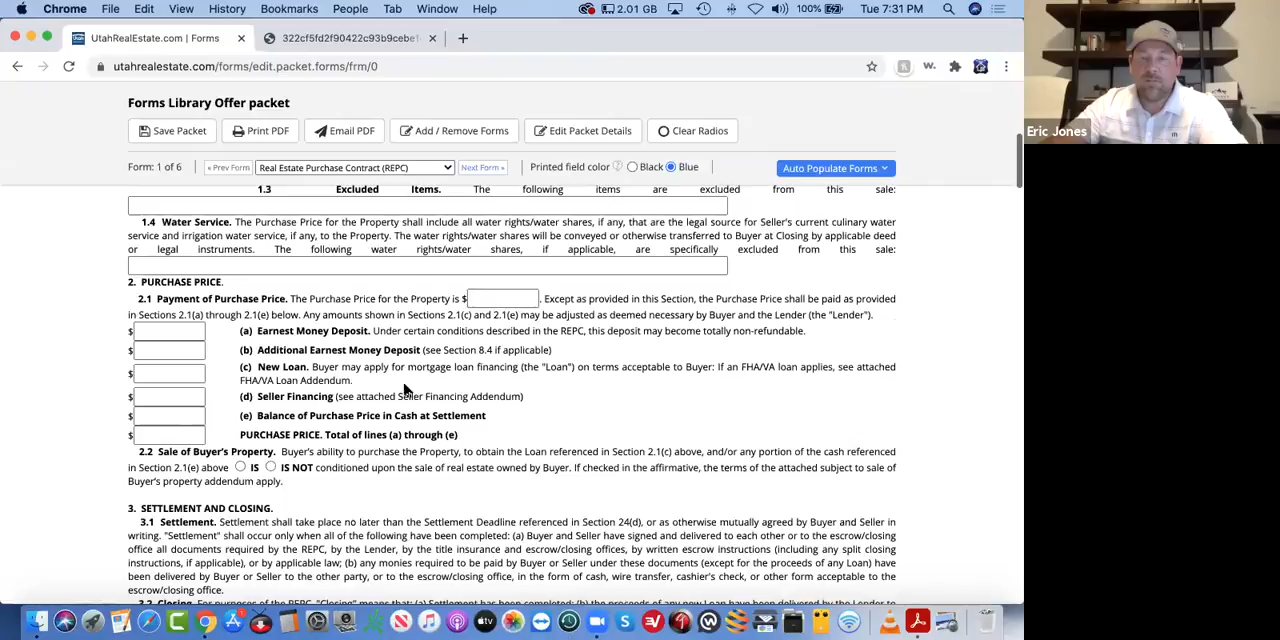 Chrome File Edit View History Bookmarks People Tab Window Help 2.01 GB 100% Tue 7:31 PM
UtahRealEstate.com | Forms 322cf5fd2f90422c93b9cebe
utahrealestate.com/forms/edit.packet.forms/frm/0
Forms Library Offer packet
Save Packet Print PDF Email PDF Add / Remove Forms Edit Packet Details Clear Radios
Form: 1 of 6 « Prev Form Real Estate Purchase Contract (REPC) Next Form » Printed field color Black Blue Auto Populate Forms
1.3 Excluded Items. The following items are excluded from this sale:
1.4 Water Service. The Purchase Price for the Property shall include all water rights/water shares, if any, that are the legal source for Seller's current culinary water
service and irrigation water service, if any, to the Property. The water rights/water shares will be conveyed or otherwise transferred to Buyer at Closing by applicable deed
or legal instruments. The following water rights/water shares, if applicable, are specifically excluded from this sale:
2. PURCHASE PRICE.
2.1 Payment of Purchase Price. The Purchase Price for the Property is $ . Except as provided in this Section, the Purchase Price shall be paid as provided
in Sections 2.1(a) through 2.1(e) below. Any amounts shown in Sections 2.1(c) and 2.1(e) may be adjusted as deemed necessary by Buyer and the Lender (the "Lender").
$ (a) Earnest Money Deposit. Under certain conditions described in the REPC, this deposit may become totally non-refundable.
$ (b) Additional Earnest Money Deposit (see Section 8.4 if applicable)
$ (c) New Loan. Buyer may apply for mortgage loan financing (the "Loan") on terms acceptable to Buyer: If an FHA/VA loan applies, see attached
FHA/VA Loan Addendum.
$ (d) Seller Financing (see attached Seller Financing Addendum)
$ (e) Balance of Purchase Price in Cash at Settlement
$ PURCHASE PRICE. Total of lines (a) through (e)
2.2 Sale of Buyer's Property. Buyer's ability to purchase the Property, to obtain the Loan referenced in Section 2.1(c) above, and/or any portion of the cash referenced
in Section 2.1(e) above IS IS NOT conditioned upon the sale of real estate owned by Buyer. If checked in the affirmative, the terms of the attached subject to sale of
Buyer's property addendum apply.
3. SETTLEMENT AND CLOSING.
3.1 Settlement. Settlement shall take place no later than the Settlement Deadline referenced in Section 24(d), or as otherwise mutually agreed by Buyer and Seller in
writing. "Settlement" shall occur only when all of the following have been completed: (a) Buyer and Seller have signed and delivered to each other or to the escrow/closing
office all documents required by the REPC, by the Lender, by the title insurance and escrow/closing offices, by written escrow instructions (including any split closing
instructions, if applicable), or by applicable law; (b) any monies required to be paid by Buyer or Seller under these documents (except for the proceeds of any Loan) have
been delivered by Buyer or Seller to the other party, or to the escrow/closing office, in the form of cash, wire transfer, cashier's check, or other form acceptable to the
escrow/closing office.
Eric Jones